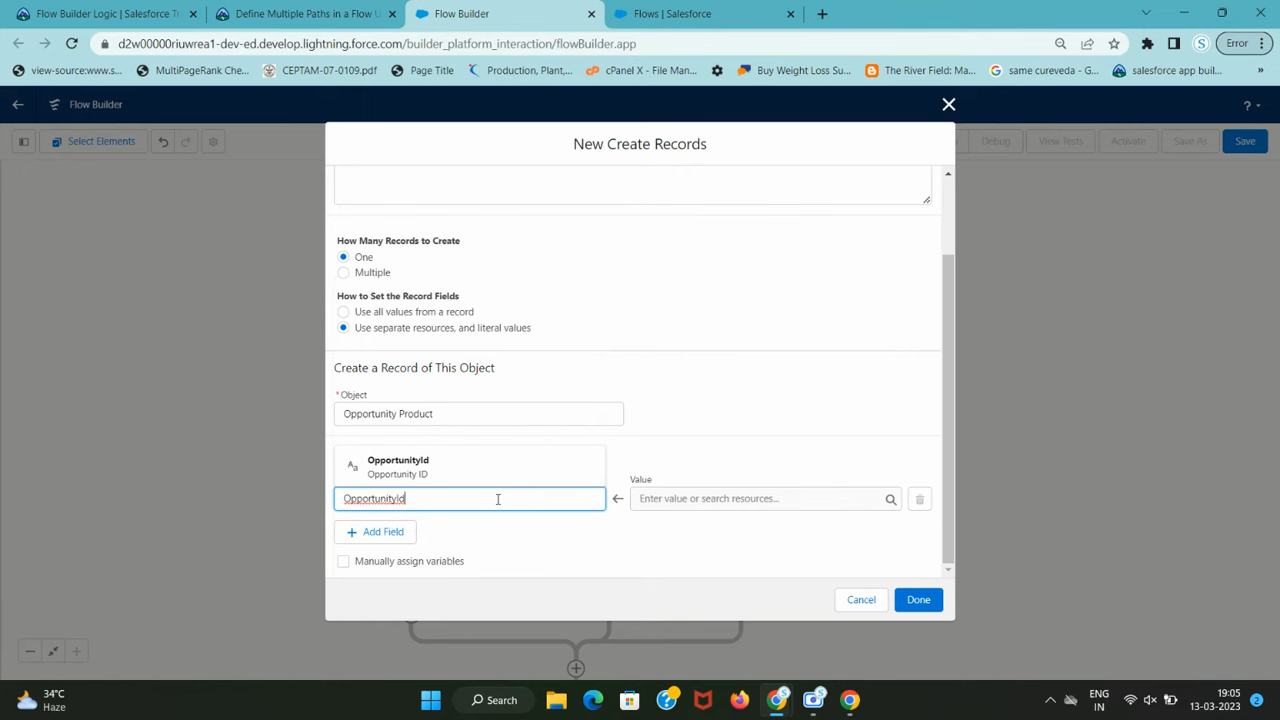 Flow Builder Logic | Salesforce Tr
Define Multiple Paths in a Flow U
Flow Builder
Flows | Salesforce
d2w00000riuwrea1-dev-ed.develop.lightning.force.com/builder_platform_interaction/flowBuilder.app
S
Error
view-source:www.s...
MultiPageRank Che...
CEPTAM-07-0109.pdf
Page Title
Production, Plant,...
cPanel X - File Man...
Buy Weight Loss Su...
The River Field: Ma...
same cureveda - G...
salesforce app buil...
»
Flow Builder
?
Select Elements
Debug
View Tests
Activate
Save As
Save
New Create Records
How Many Records to Create
One
Multiple
How to Set the Record Fields
Use all values from a record
Use separate resources, and literal values
Create a Record of This Object
* Object
Opportunity Product
Aa
OpportunityId
Opportunity ID
Value
OpportunityId
Enter value or search resources...
Add Field
Manually assign variables
Cancel
Done
34°C
Haze
Search
ENG
IN
19:05
13-03-2023
2